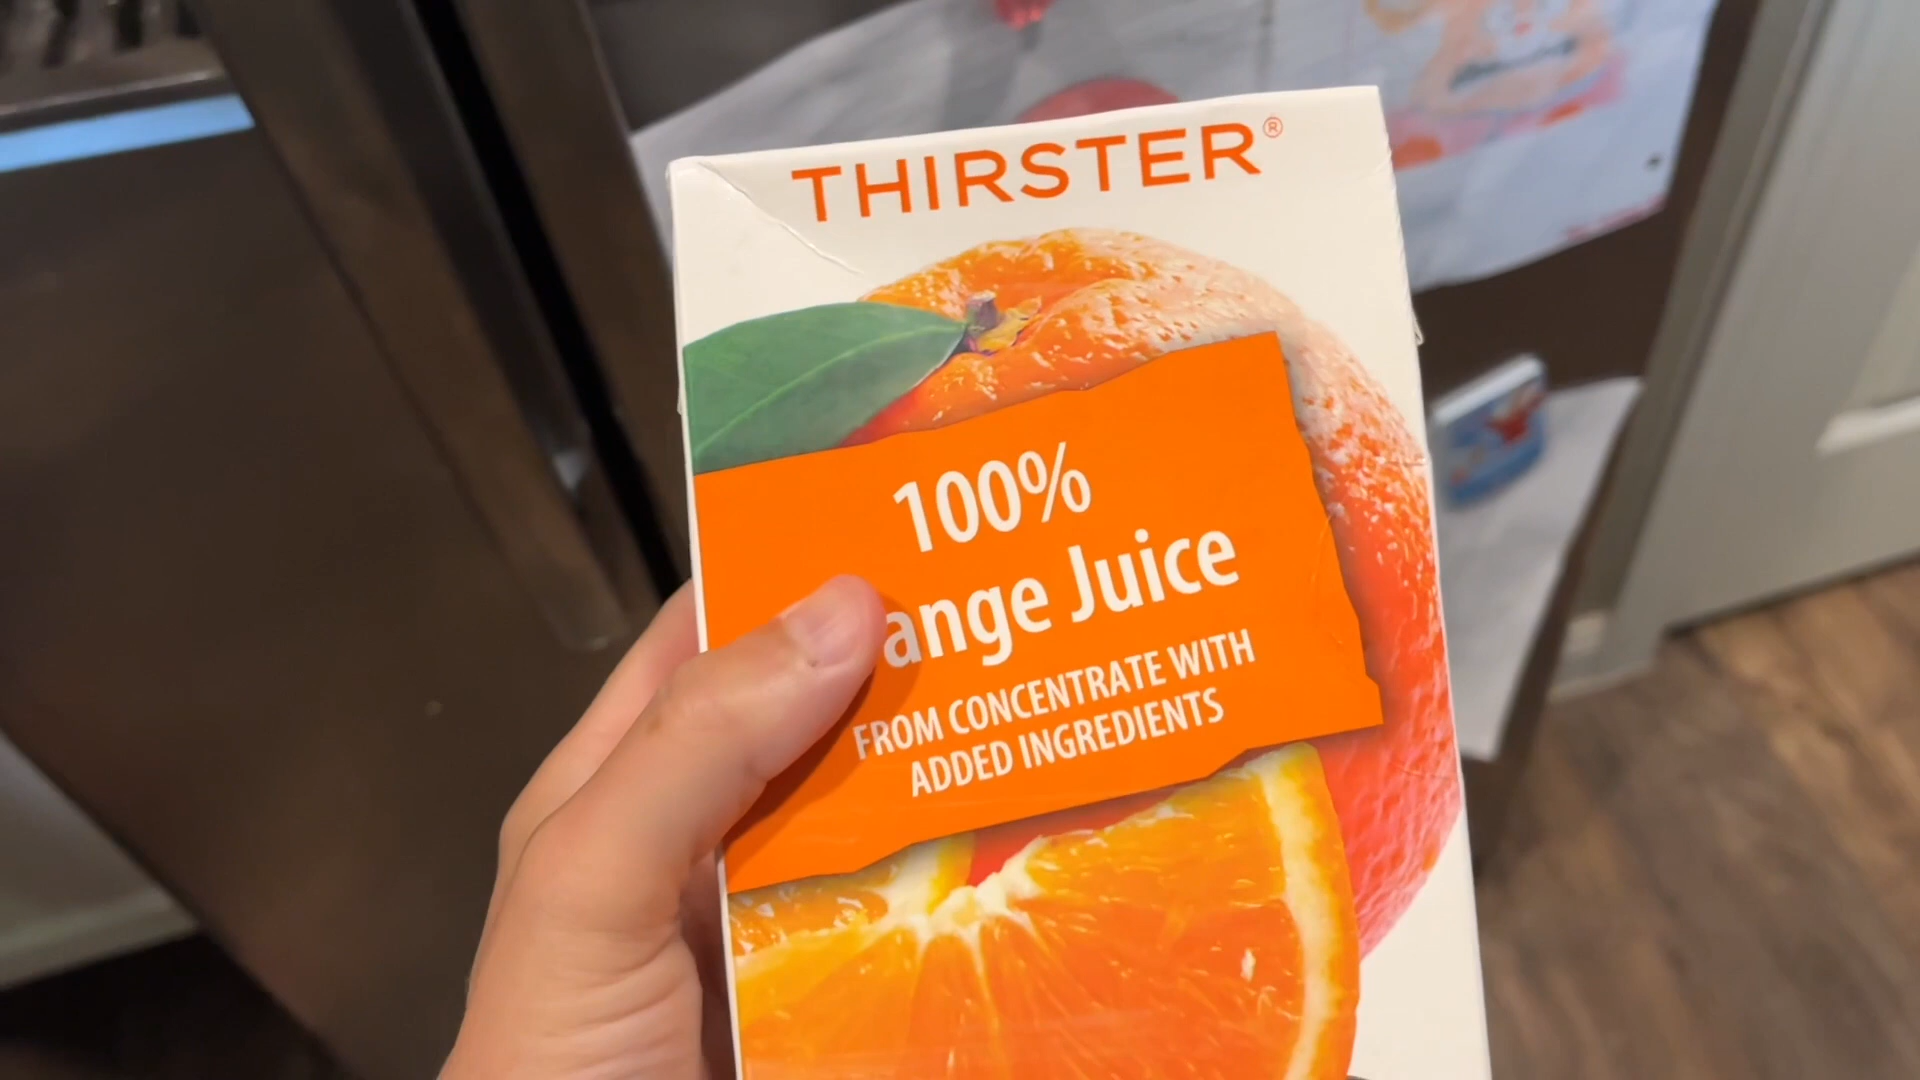 THIRSTER®
100%
ange Juice
FROM CONCENTRATE WITH
ADDED INGREDIENTS